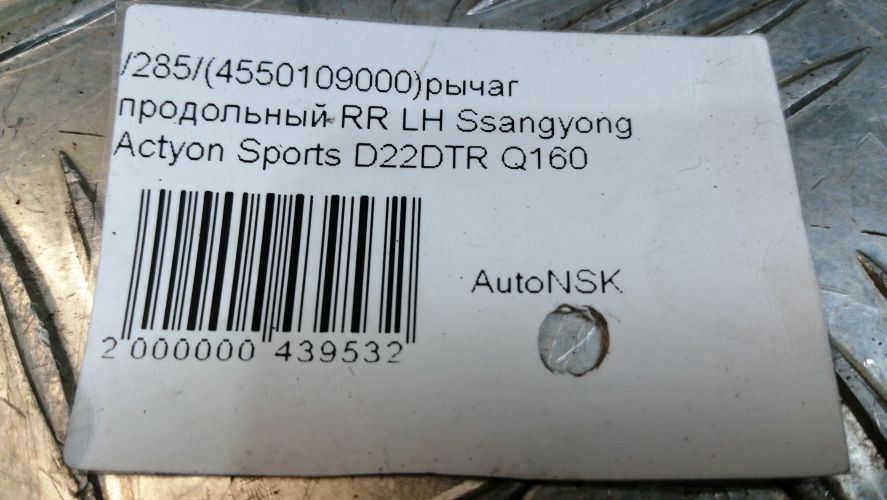 /285/(4550109000)рычаг
продольный RR LH Ssangyong
Actyon Sports D22DTR Q160
AutoNSK
2 000000 439532